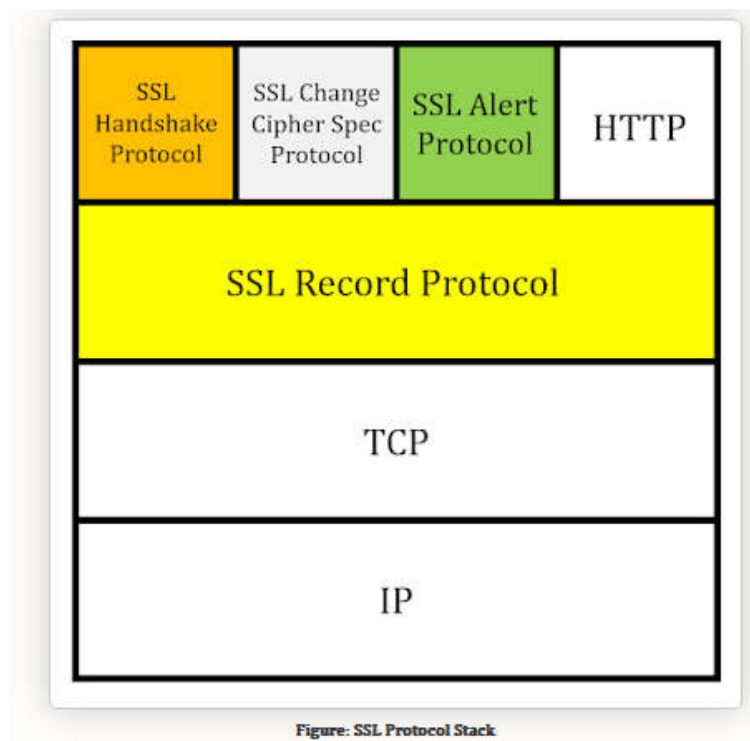 SSL
Handshake
Protocol
SSL Change
Cipher Spec
Protocol
SSL Alert
Protocol
HTTP
SSL Record Protocol
TCP
IP
Figure: SSL Protocol Stack